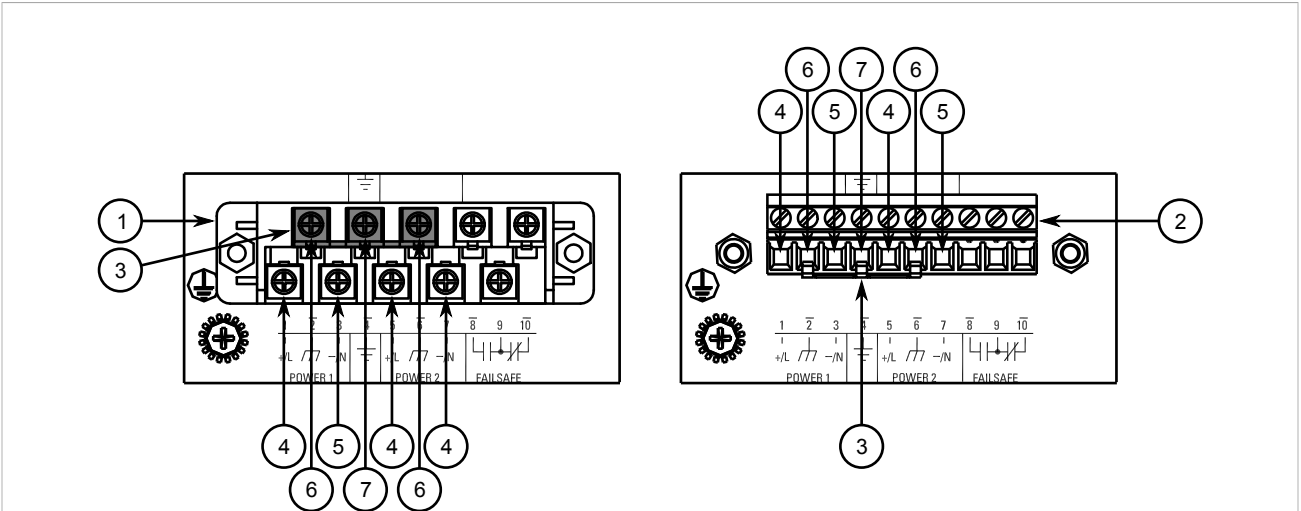 6 7 6
4 5 4 5
1
2
3
1 2 3 4 5 6 7 8 9 10
1 2 3 4 5 6 7 8 9 10
+/L −/N +/L −/N
+/L −/N +/L −/N
POWER 1 POWER 2 FAILSAFE
POWER 1 POWER 2 FAILSAFE
4 5 4 4
3
6 7 6